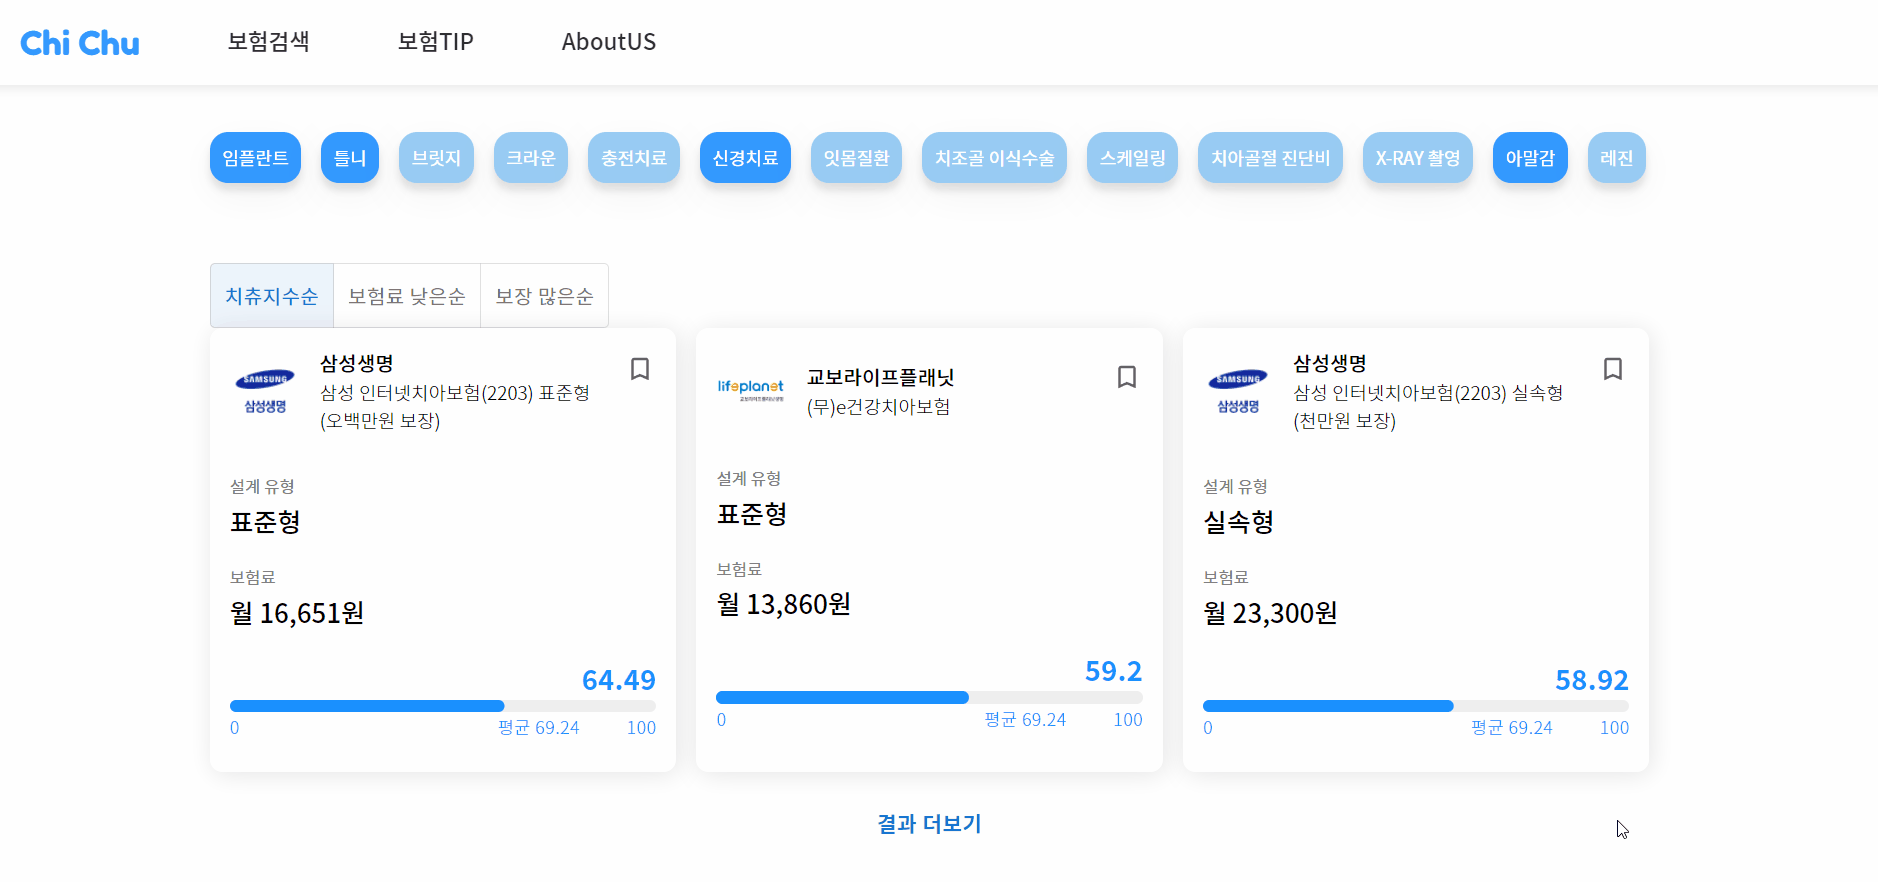 Chi Chu 보험검색 보험TIP AboutUS
임플란트 틀니 브릿지 크라운 충전치료 신경치료 잇몸질환 치조골 이식수술 스케일링 치아골절 진단비 X-RAY 촬영 아말감 레진
치츄지수순 보험료 낮은순 보장 많은순
SAMSUNG
삼성생명
삼성생명
삼성 인터넷치아보험(2203) 표준형
(오백만원 보장)
설계 유형
표준형
보험료
월 16,651원
64.49
0 평균 69.24 100
lifeplanet
교보라이프플래닛생명
교보라이프플래닛
(무)e건강치아보험
설계 유형
표준형
보험료
월 13,860원
59.2
0 평균 69.24 100
SAMSUNG
삼성생명
삼성생명
삼성 인터넷치아보험(2203) 실속형
(천만원 보장)
설계 유형
실속형
보험료
월 23,300원
58.92
0 평균 69.24 100
결과 더보기